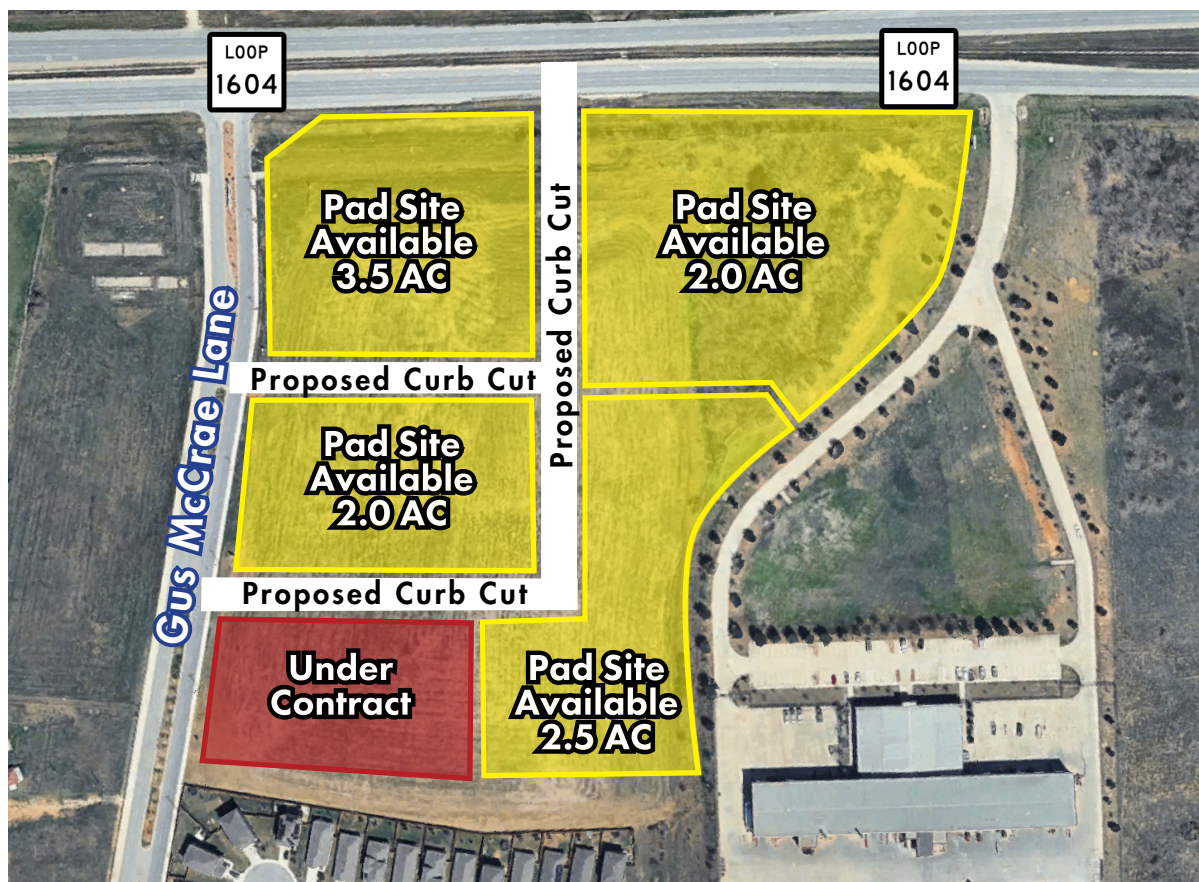 LOOP
1604
LOOP
1604
Pad Site
Available
3.5 AC
Proposed Curb Cut
Pad Site
Available
2.0 AC
Gus McCrae Lane
Proposed Curb Cut
Pad Site
Available
2.0 AC
Proposed Curb Cut
Under
Contract
Pad Site
Available
2.5 AC